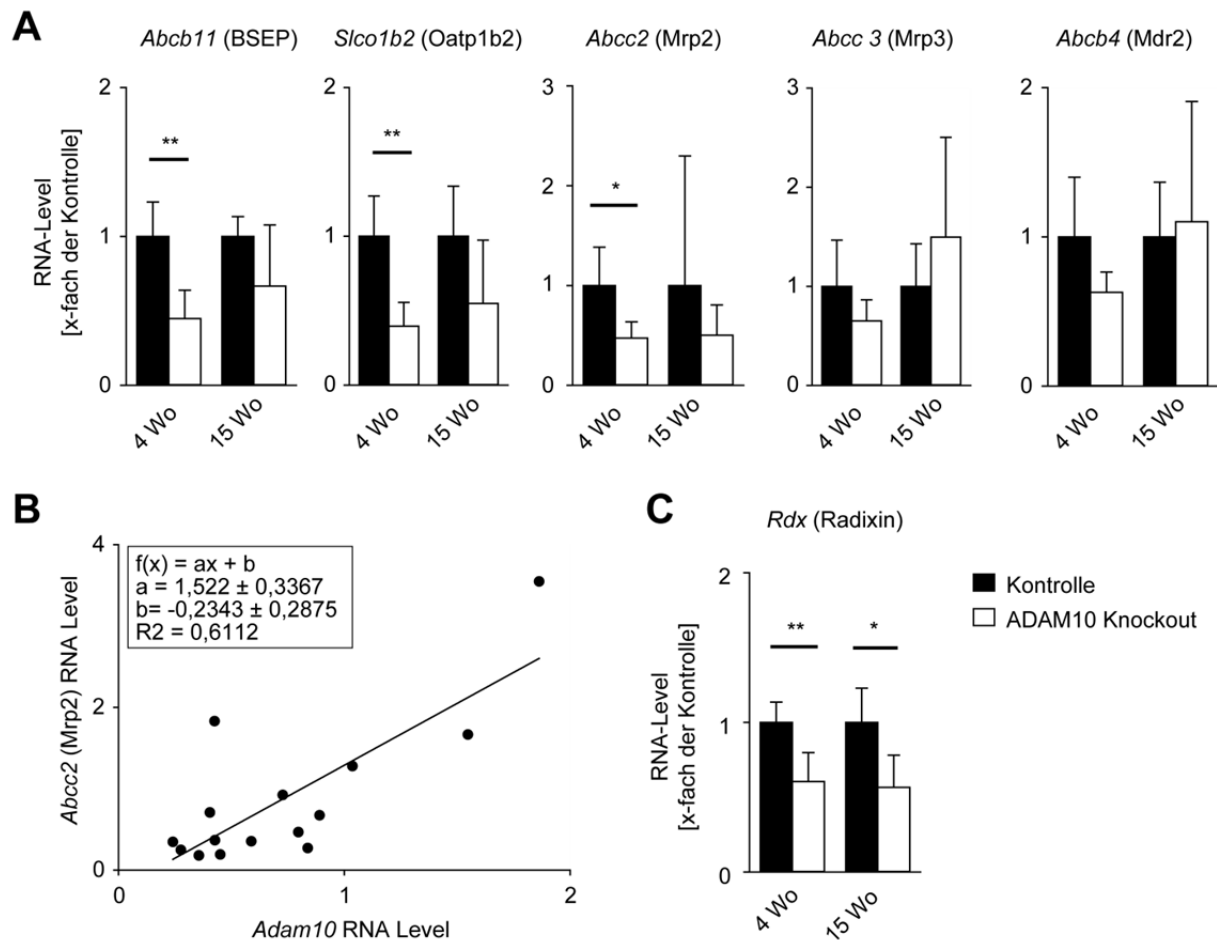 A
Abcb11 (BSEP)
Slco1b2 (Oatp1b2)
Abcc2 (Mrp2)
Abcc 3 (Mrp3)
Abcb4 (Mdr2)
RNA-Level
[x-fach der Kontrolle]
2
1
0
**
4 Wo
15 Wo
2
1
0
**
4 Wo
15 Wo
3
2
1
0
*
4 Wo
15 Wo
3
2
1
0
4 Wo
15 Wo
2
1
0
4 Wo
15 Wo
B
Abcc2 (Mrp2) RNA Level
4
2
0
f(x) = ax + b
a = 1,522 ± 0,3367
b= -0,2343 ± 0,2875
R2 = 0,6112
0
1
2
Adam10 RNA Level
C
Rdx (Radixin)
RNA-Level
[x-fach der Kontrolle]
2
1
0
**
*
4 Wo
15 Wo
Kontrolle
ADAM10 Knockout